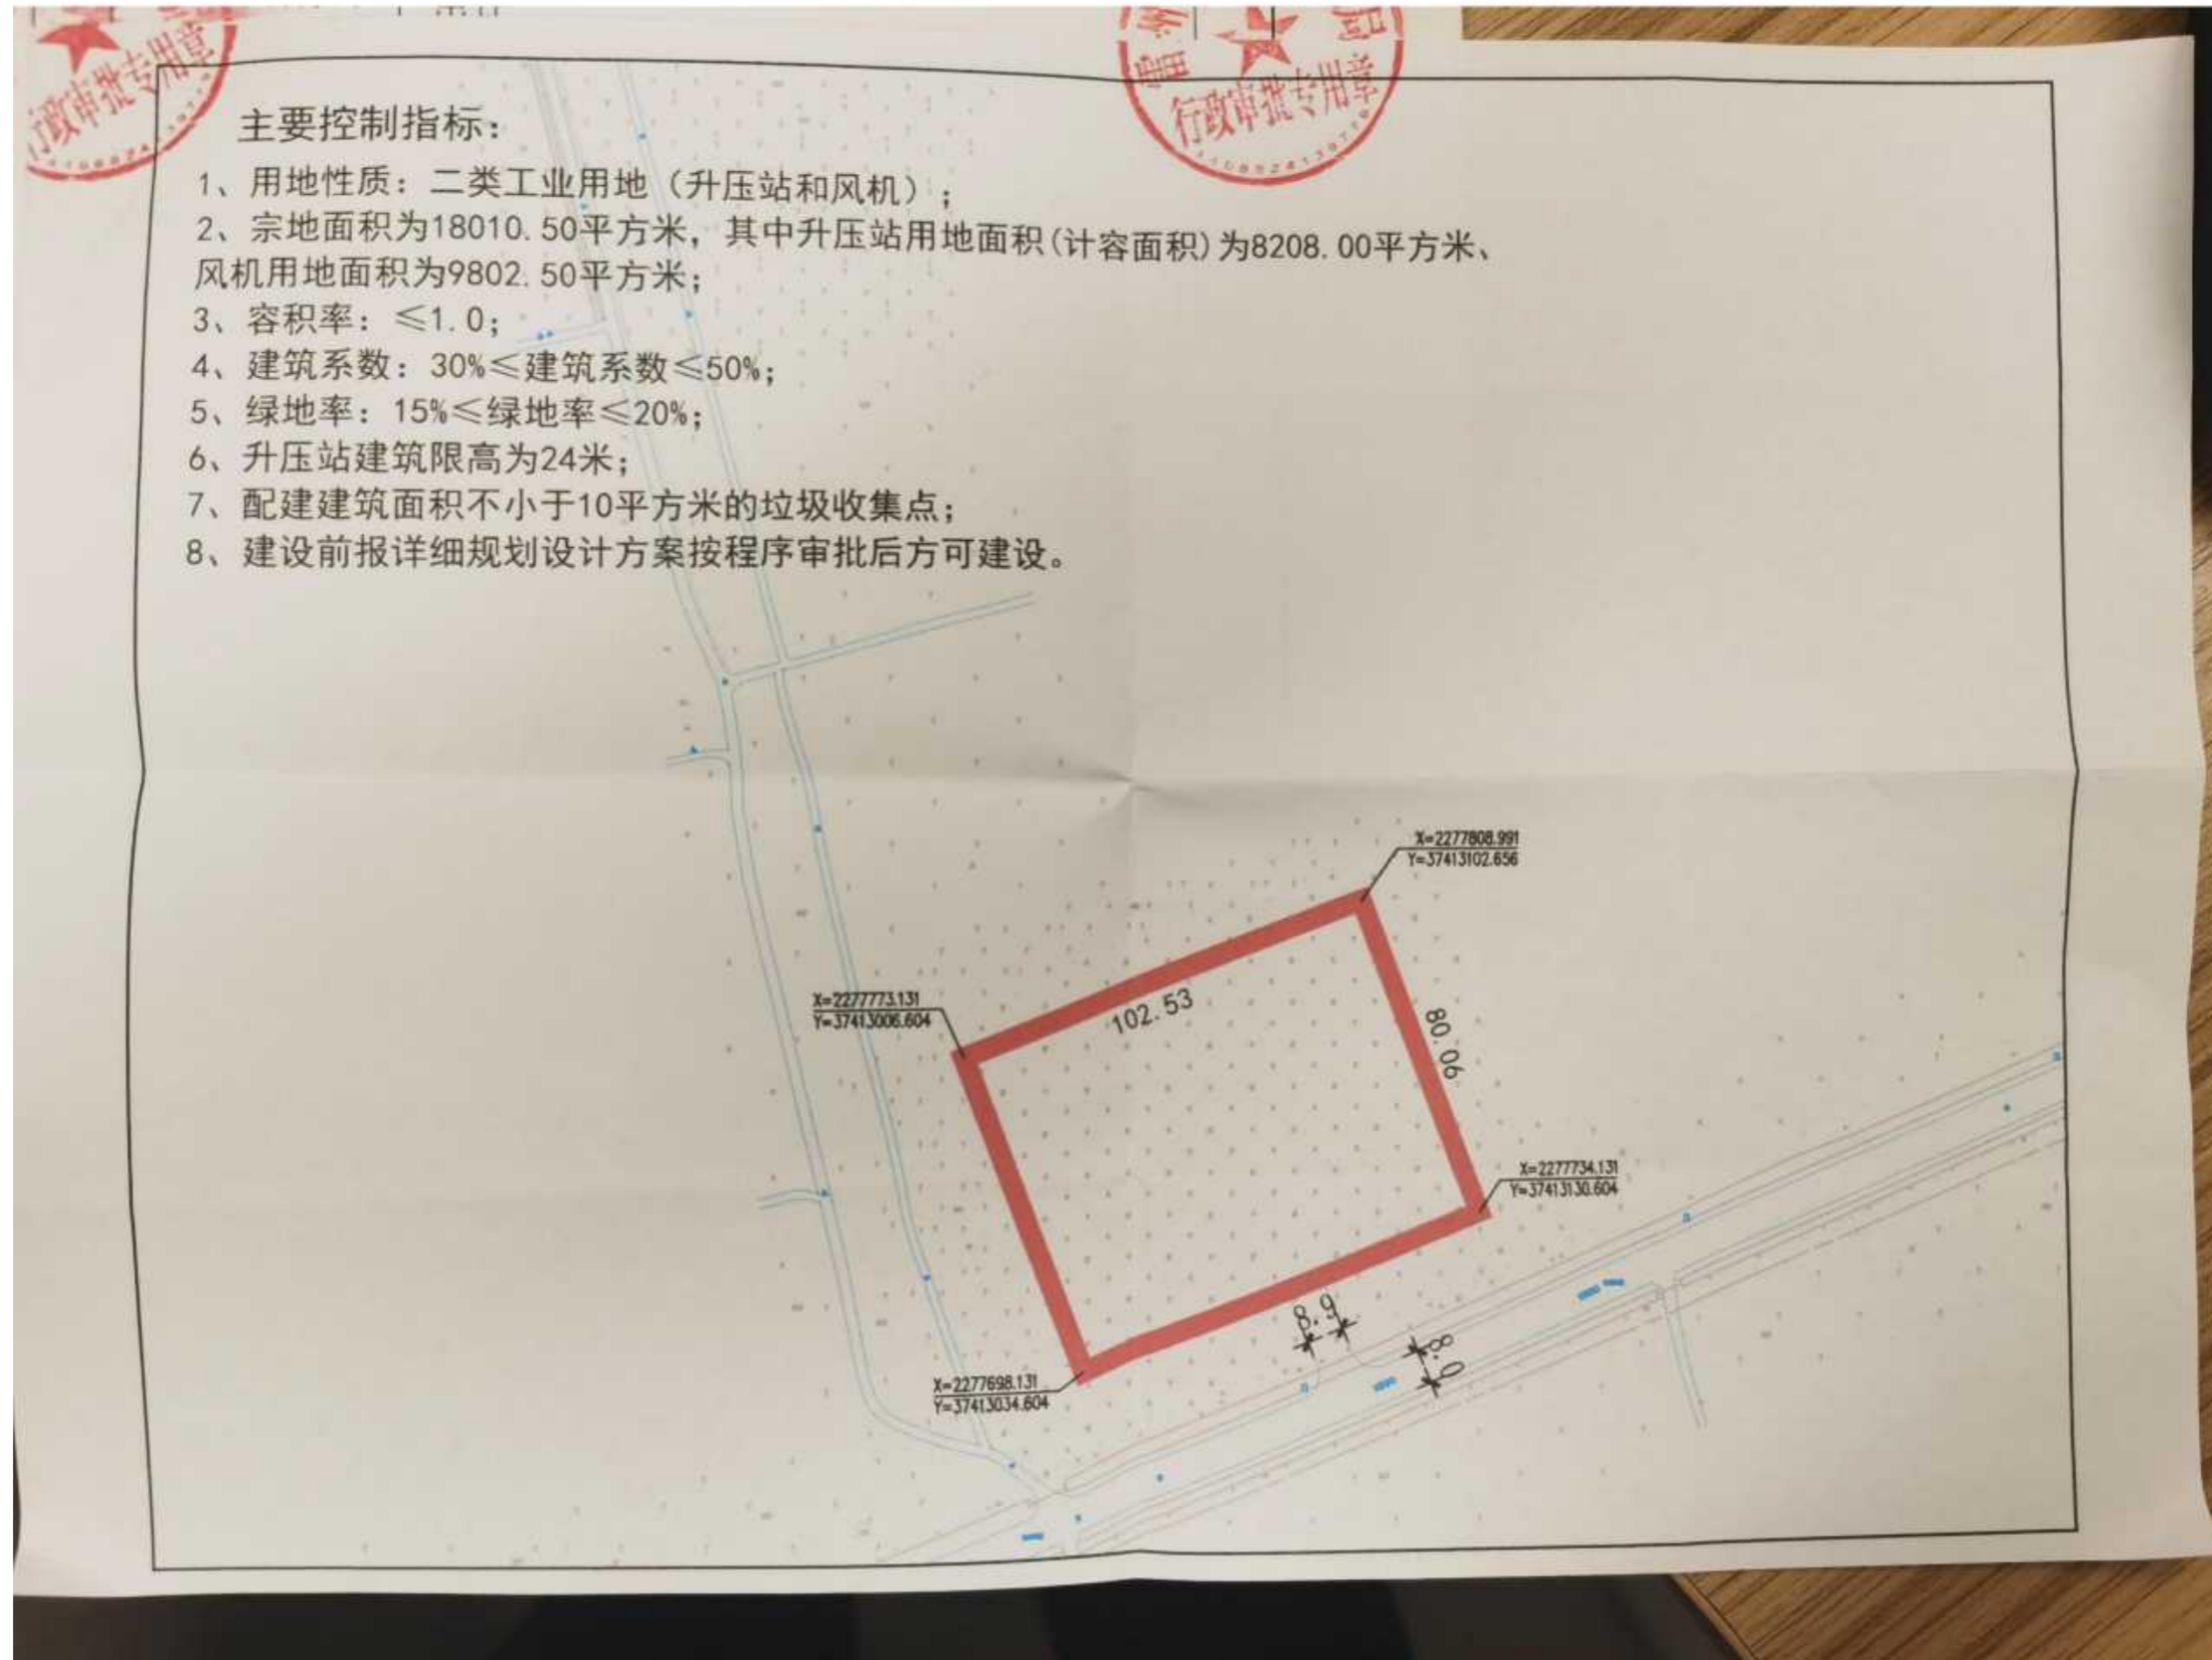 行政审批专用章
雷州
局
行政审批专用章
主要控制指标：
1、用地性质：二类工业用地（升压站和风机）；
2、宗地面积为18010.50平方米，其中升压站用地面积(计容面积)为8208.00平方米、
风机用地面积为9802.50平方米；
3、容积率：≤1.0；
4、建筑系数：30%≤建筑系数≤50%；
5、绿地率：15%≤绿地率≤20%；
6、升压站建筑限高为24米；
7、配建建筑面积不小于10平方米的垃圾收集点；
8、建设前报详细规划设计方案按程序审批后方可建设。
X=2277808.991
Y=37413102.656
X=2277773.131
Y=37413006.604
102.53
80.06
X=2277734.131
Y=37413130.604
8.9
8.0
X=2277698.131
Y=37413034.604